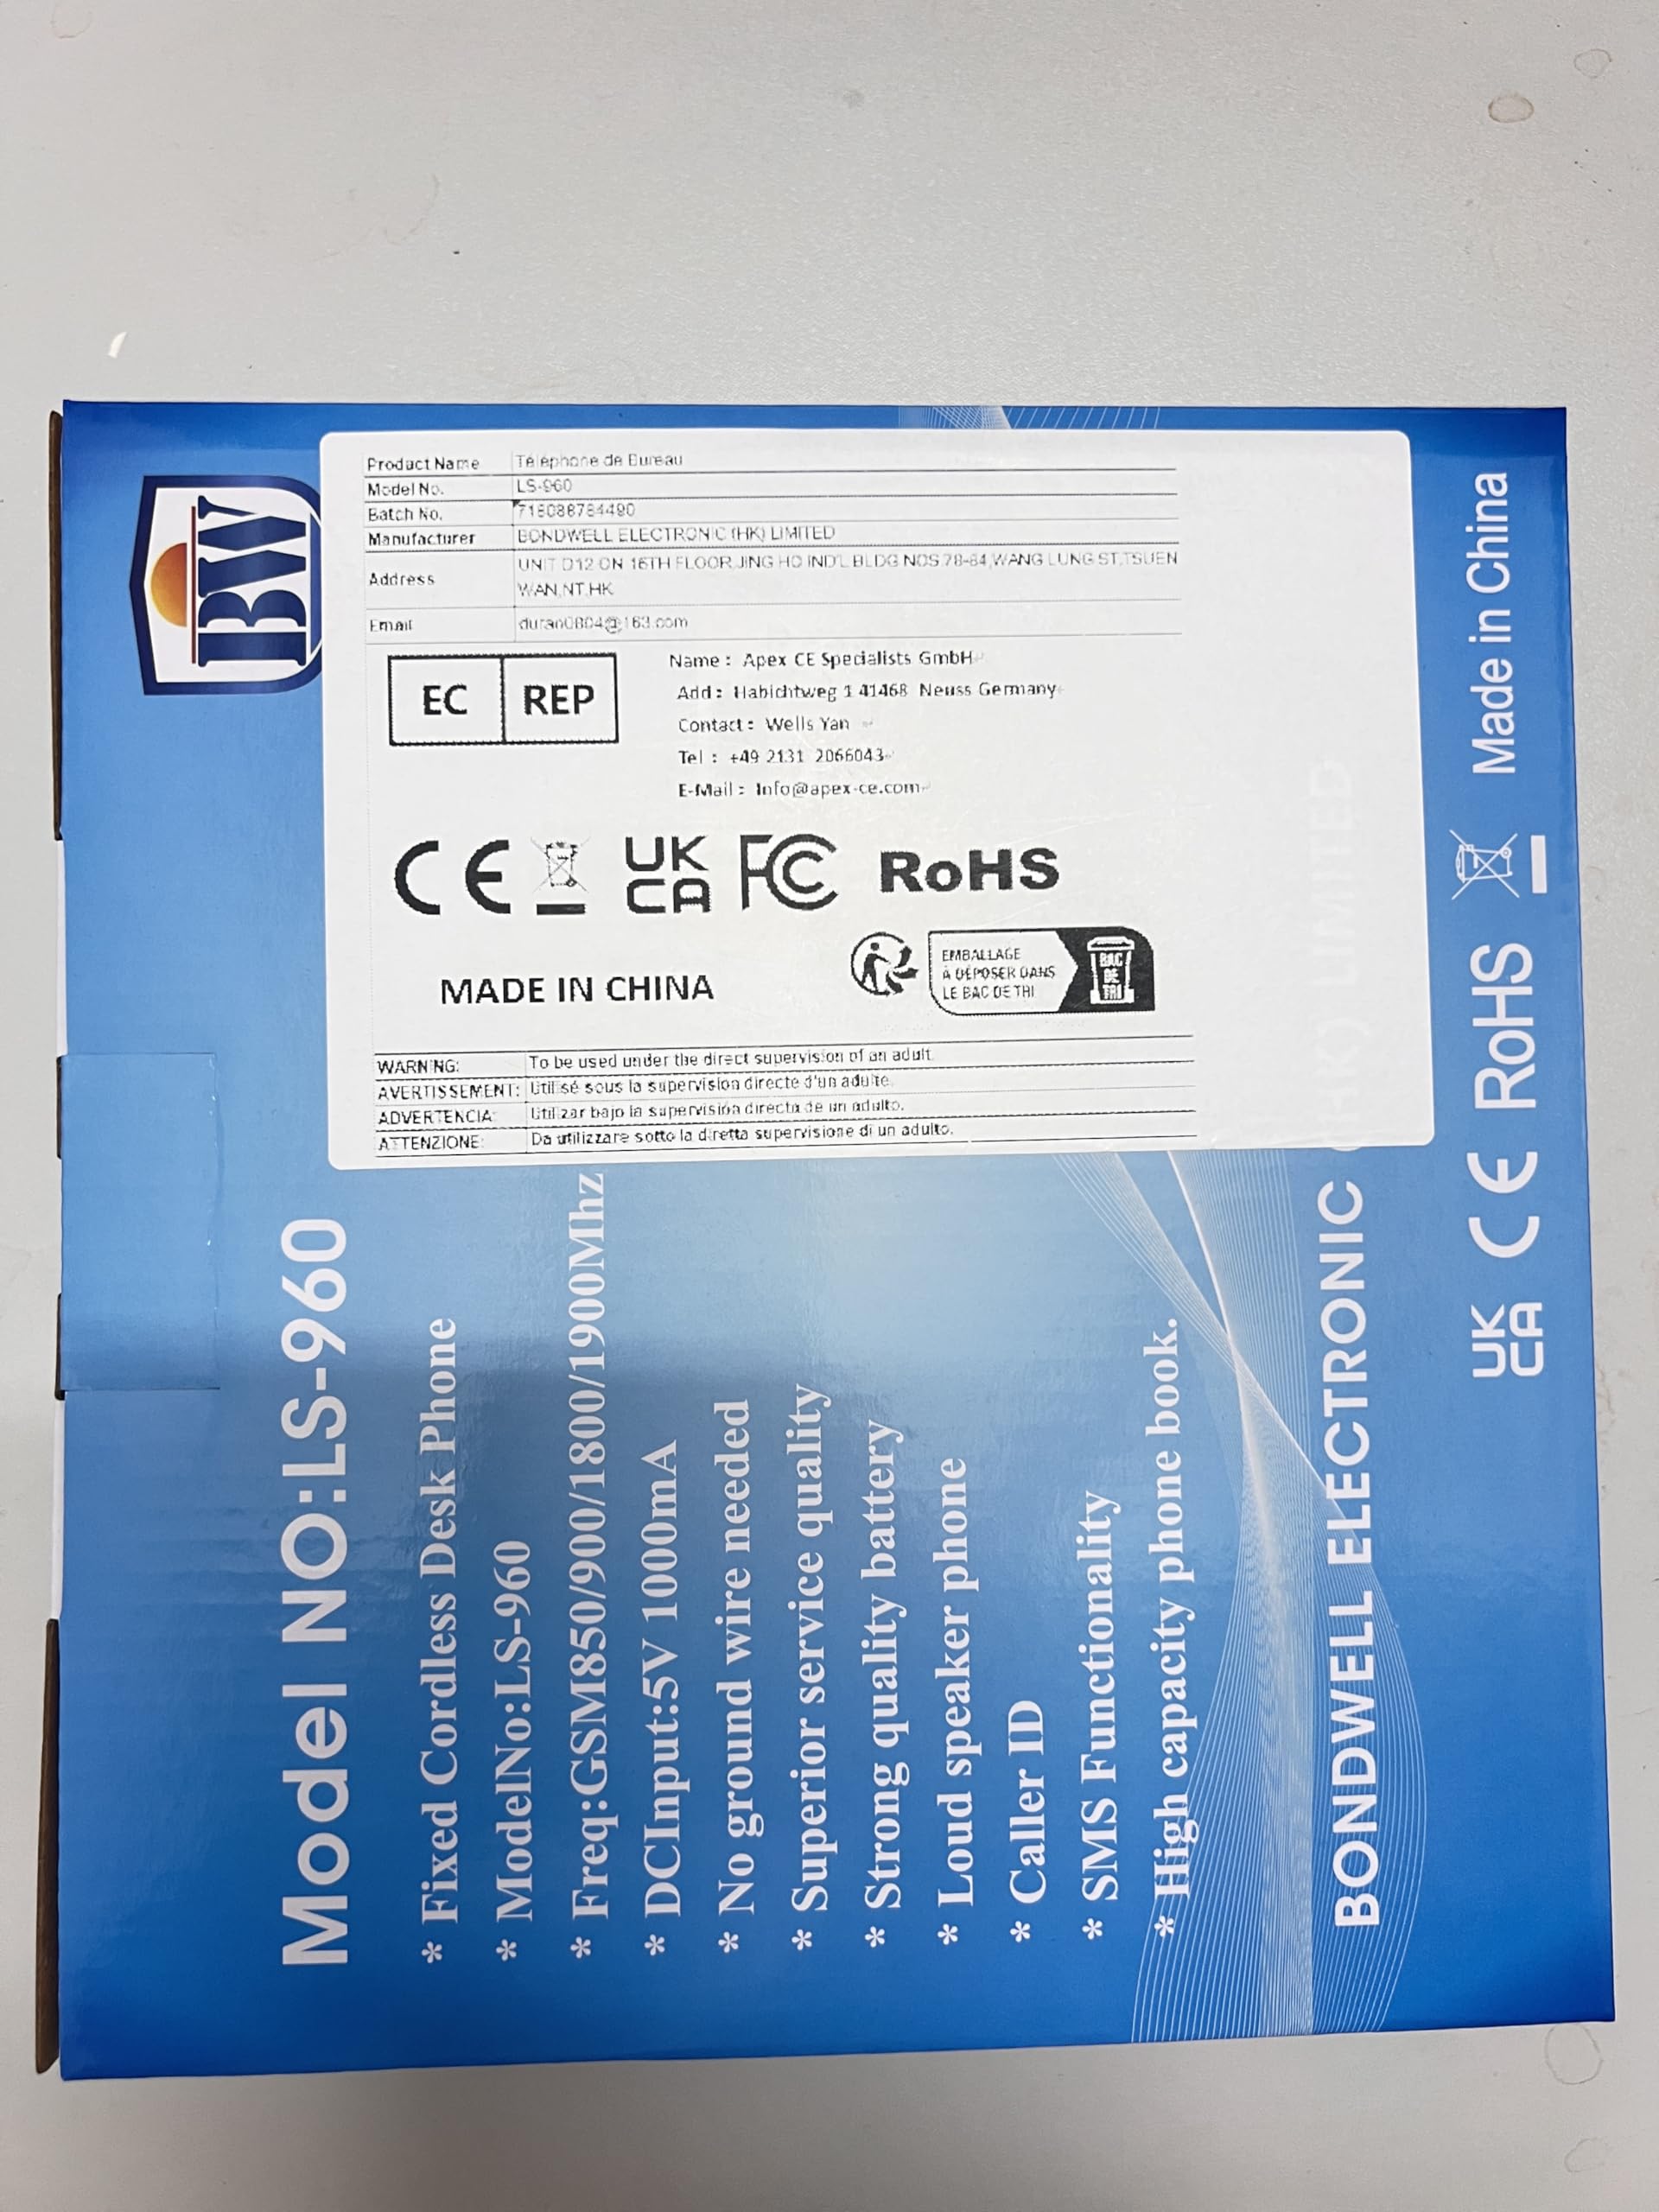 BW
Product Name Téléphone de Bureau
Model No. LS-960
Batch No. 718088784490
Manufacturer BONDWELL ELECTRONIC (HK) LIMITED
Address UNIT D12 ON 16TH FLOOR JING HO IND'L BLDG NOS.78-84,WANG LUNG ST,TSUEN
WAN,NT,HK
Email duran0804@163.com
EC REP
Name : Apex CE Specialists GmbH
Add : Habichtweg 1 41468 Neuss Germany
Contact : Wells Yan
Tel : +49 2131 2066043
E-Mail : Info@apex-ce.com
CE UK CA FC RoHS
MADE IN CHINA
EMBALLAGE
À DÉPOSER DANS
LE BAC DE TRI
BAC
DE
TRI
WARNING: To be used under the direct supervision of an adult.
AVERTISSEMENT: Utilisé sous la supervision directe d'un adulte.
ADVERTENCIA: Utilizar bajo la supervisión directa de un adulto.
ATTENZIONE: Da utilizzare sotto la diretta supervisione di un adulto.
Model NO:LS-960
* Fixed Cordless Desk Phone
* ModelNo:LS-960
* Freq:GSM850/900/1800/1900Mhz
* DCInput:5V 1000mA
* No ground wire needed
* Superior service quality
* Strong quality battery
* Loud speaker phone
* Caller ID
* SMS Functionality
* High capacity phone book.
BONDWELL ELECTRONIC (HK) LIMITED
UK CA CE RoHS Made in China